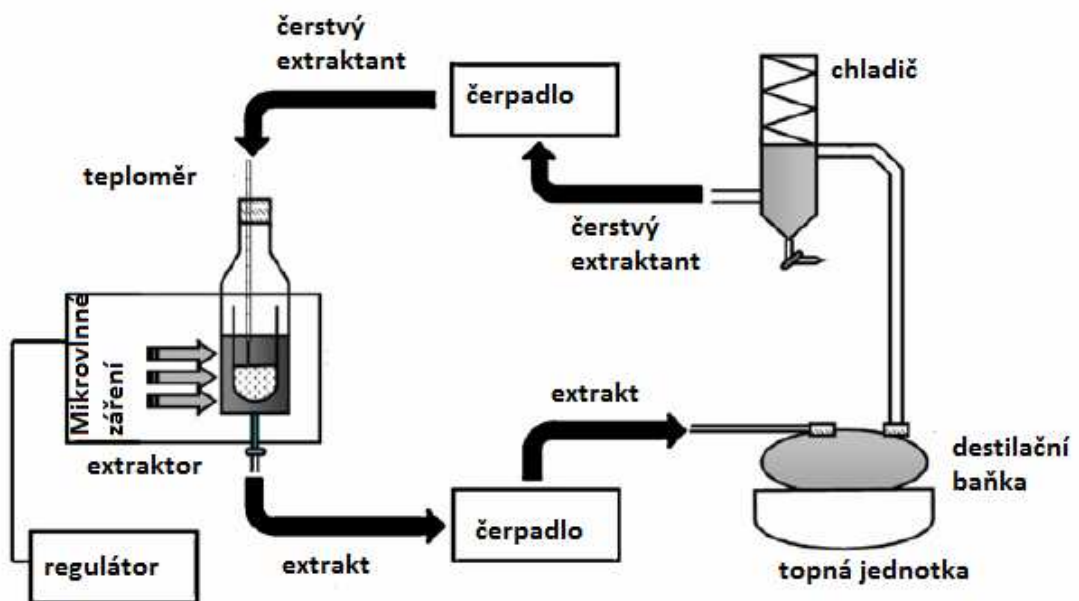 čerstvý
extraktant
čerpadlo
chladič
teploměr
čerstvý
extraktant
Mikrovlnné
záření
extraktor
extrakt
destilační
baňka
čerpadlo
regulátor
extrakt
topná jednotka